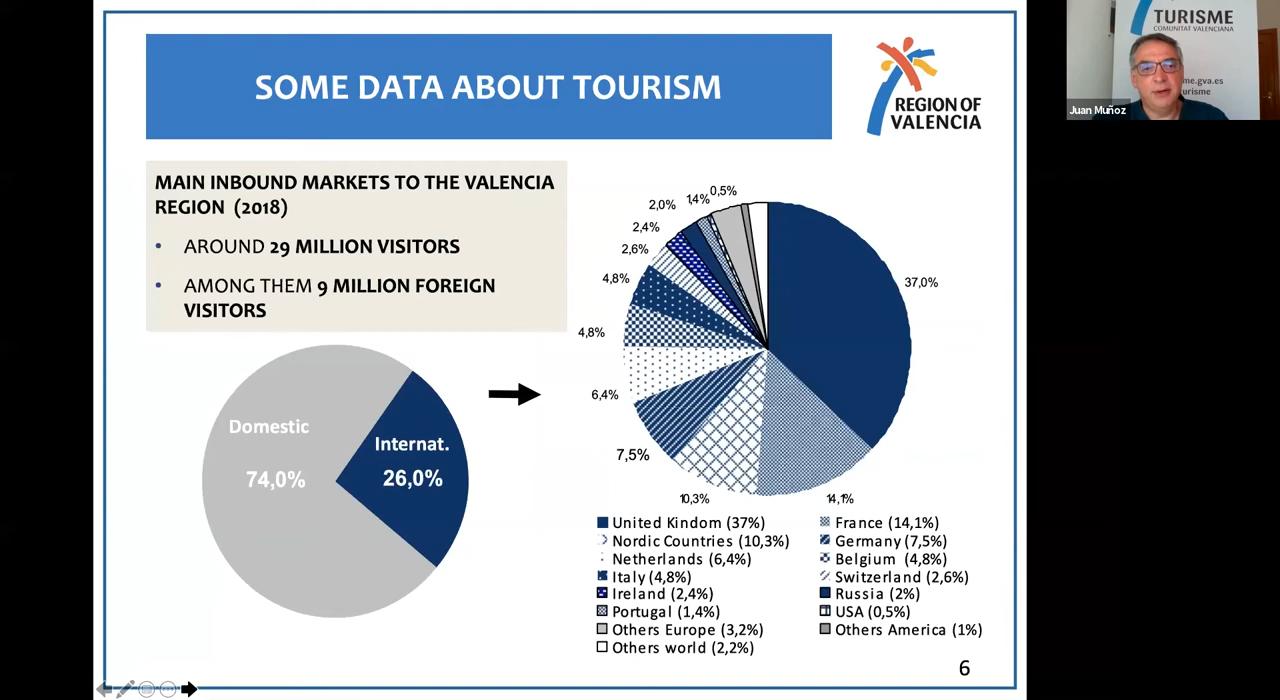 SOME DATA ABOUT TOURISM
REGION OF
VALENCIA
TURISME
COMUNITAT VALENCIANA
me.gva.es
urisme
Juan Muñoz
MAIN INBOUND MARKETS TO THE VALENCIA
REGION (2018)
• AROUND 29 MILLION VISITORS
• AMONG THEM 9 MILLION FOREIGN
VISITORS
Domestic
74,0%
Internat.
26,0%
0,5%
1,4%
2,0%
2,4%
2,6%
4,8%
4,8%
6,4%
7,5%
10,3%
14,1%
37,0%
United Kindom (37%)
France (14,1%)
Nordic Countries (10,3%)
Germany (7,5%)
Netherlands (6,4%)
Belgium (4,8%)
Italy (4,8%)
Switzerland (2,6%)
Ireland (2,4%)
Russia (2%)
Portugal (1,4%)
USA (0,5%)
Others Europe (3,2%)
Others America (1%)
Others world (2,2%)
6